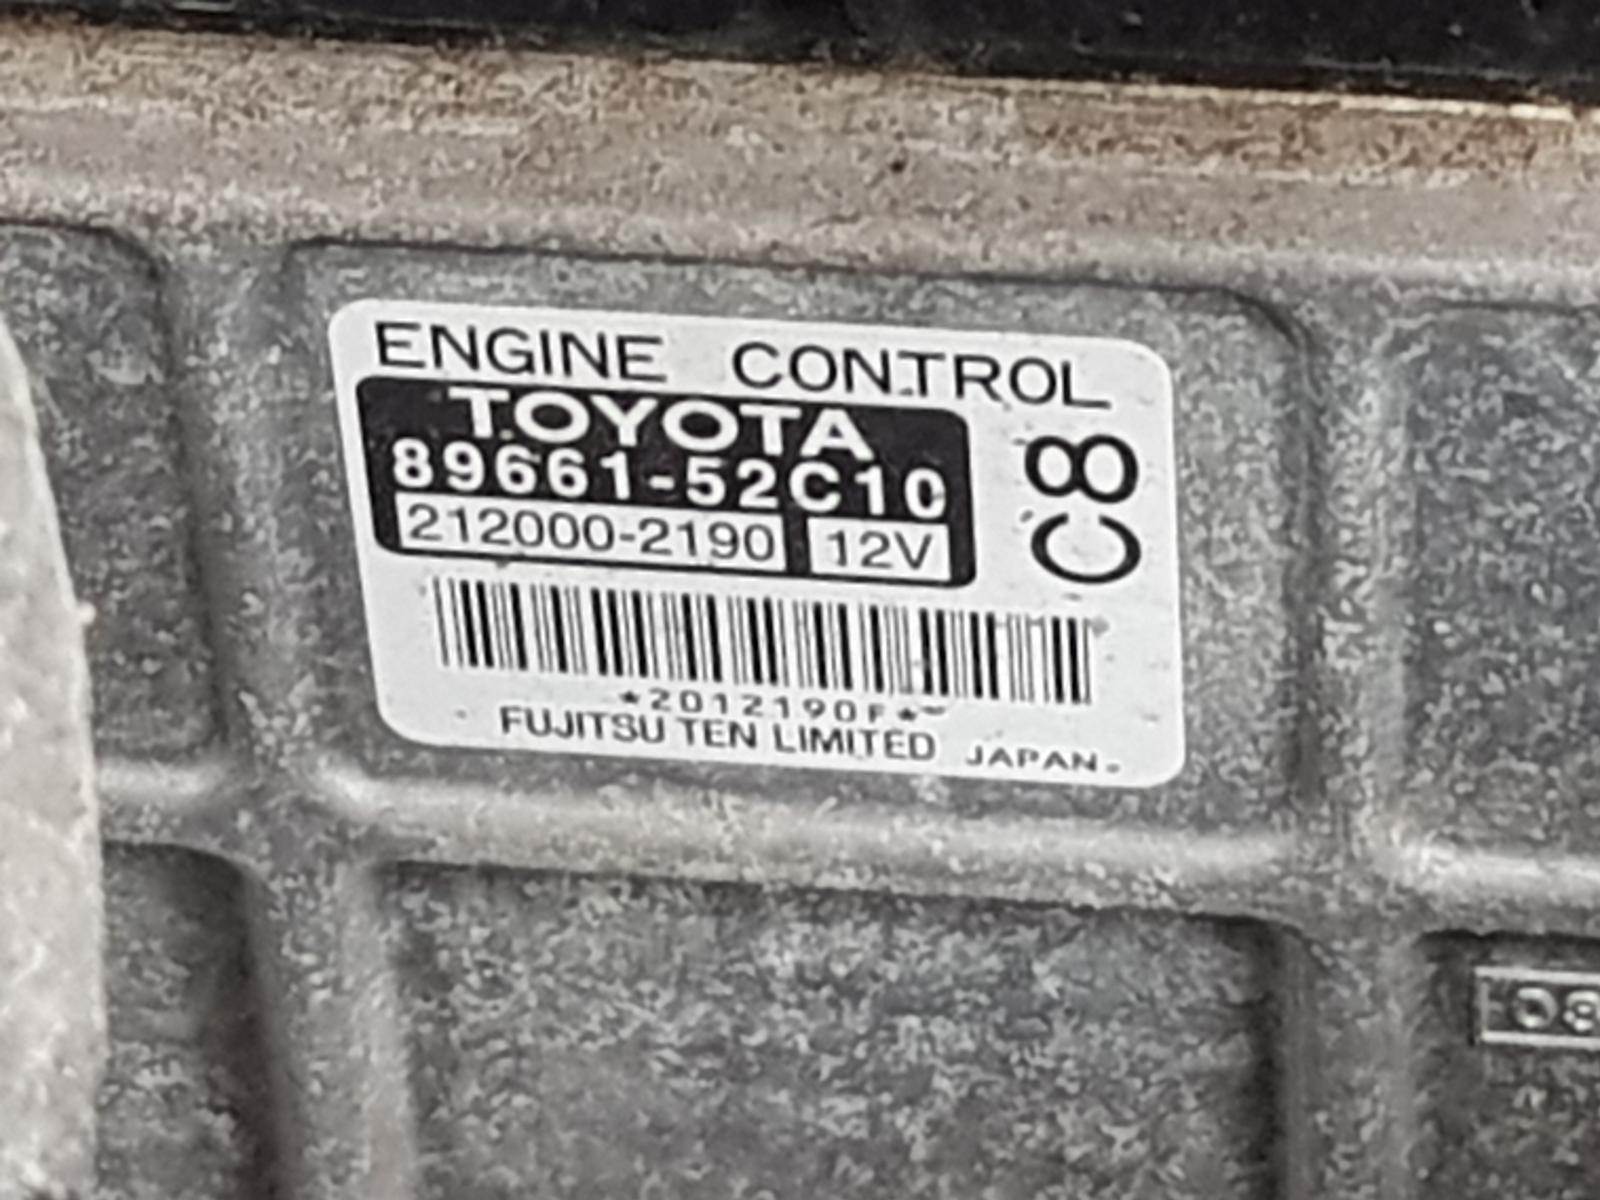 ENGINE CONTROL
TOYOTA
89661-52C10
212000-2190 12V
C8
*2012190F*
FUJITSU TEN LIMITED JAPAN